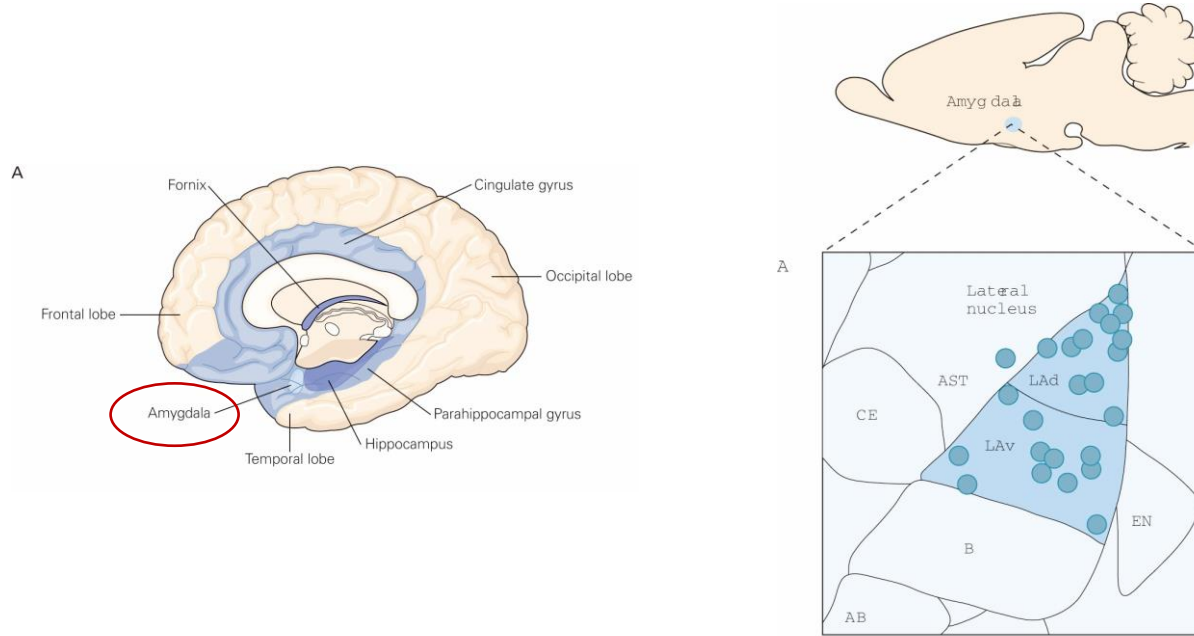 A
Fornix
Cingulate gyrus
Occipital lobe
Frontal lobe
Amygdala
Parahippocampal gyrus
Hippocampus
Temporal lobe
Amygdala
A
Lateral
nucleus
AST
LAd
CE
LAv
EN
B
AB